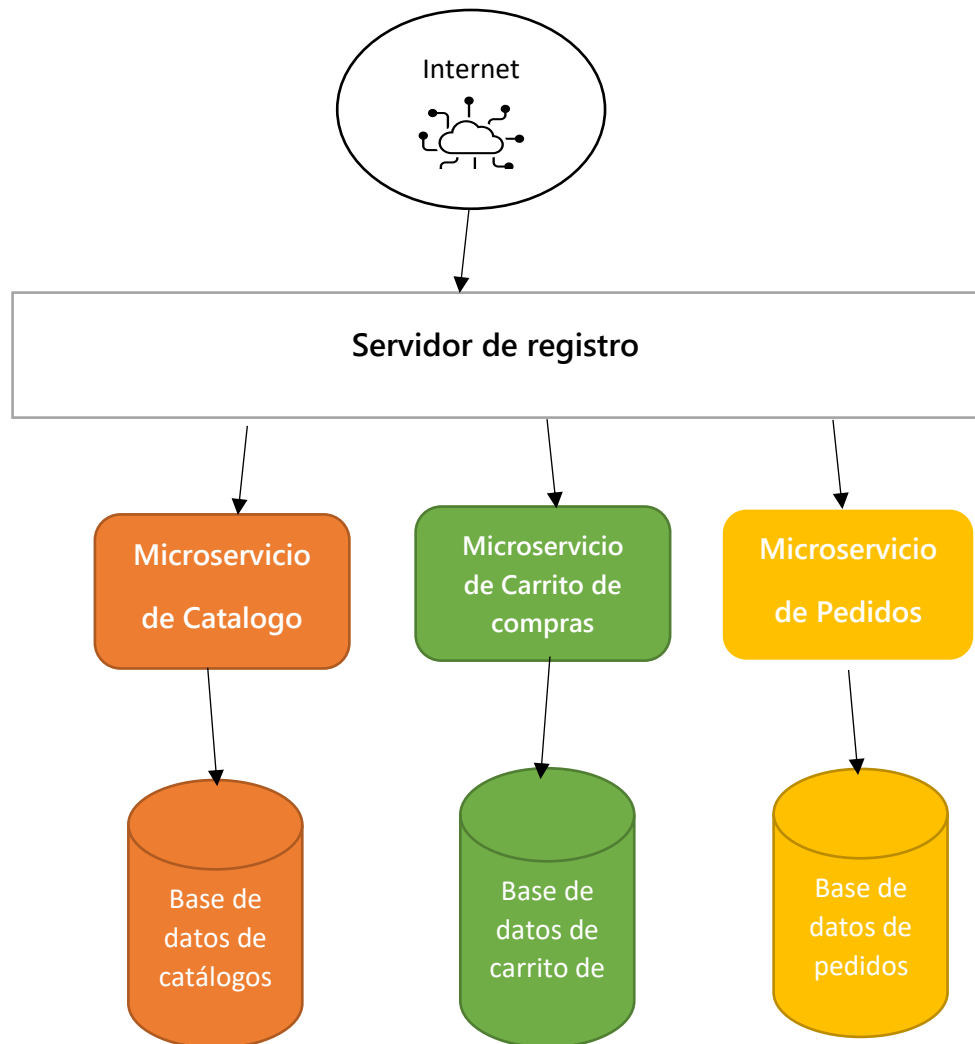 Internet
Servidor de registro
Microservicio
de Catalogo
Microservicio
de Carrito de
compras
Microservicio
de Pedidos
Base de
datos de
catálogos
Base de
datos de
carrito de
Base de
datos de
pedidos